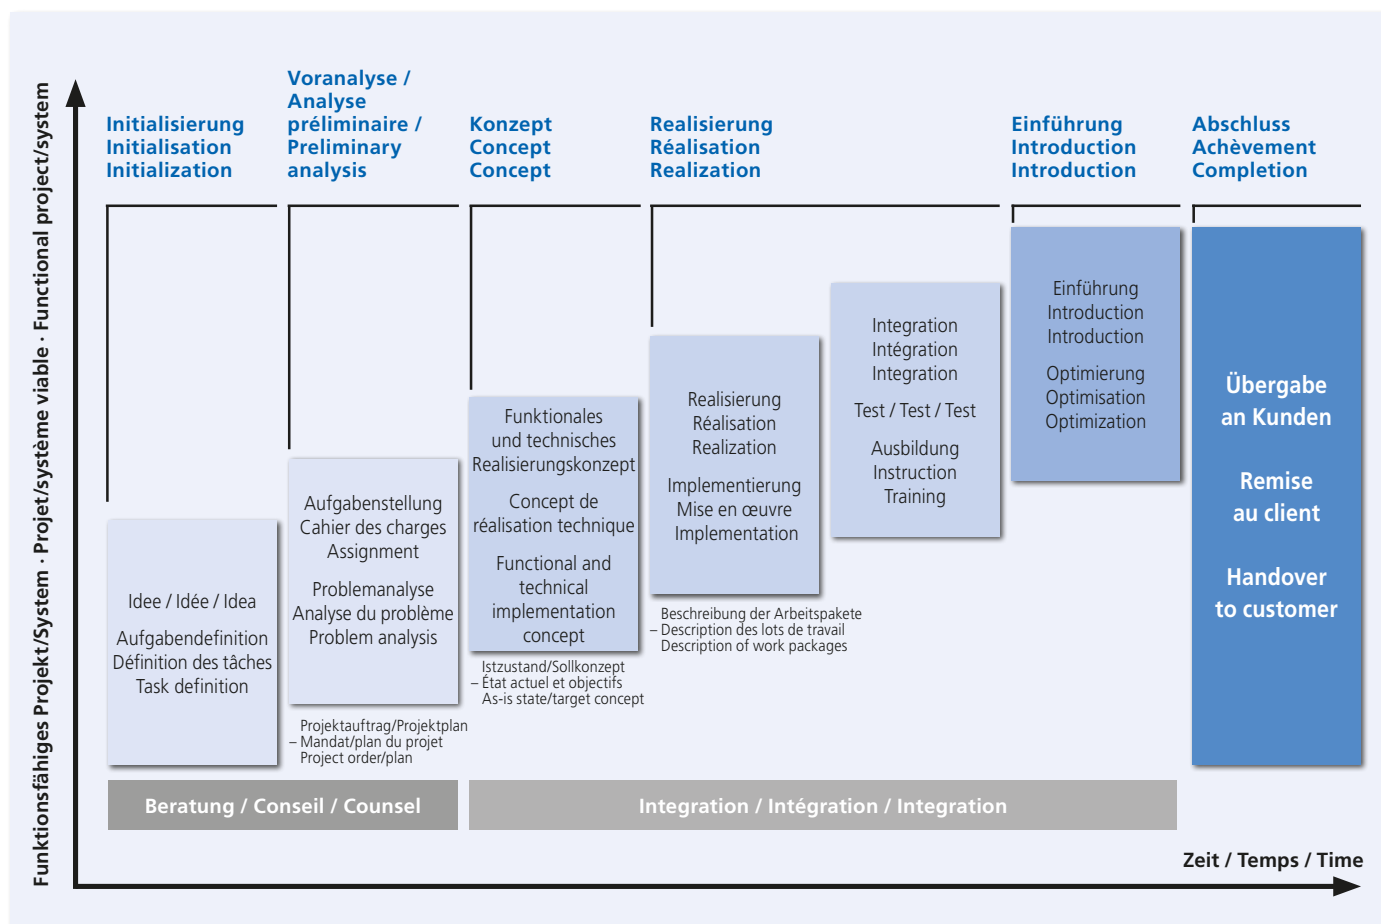 Funktionsfähiges Projekt/System · Projet/système viable · Functional project/system
Initialisierung
Initialisation
Initialization
Voranalyse /
Analyse
préliminaire /
Preliminary
analysis
Konzept
Concept
Concept
Realisierung
Réalisation
Realization
Einführung
Introduction
Introduction
Abschluss
Achèvement
Completion
Idee / Idée / Idea
Aufgabendefinition
Définition des tâches
Task definition
Aufgabenstellung
Cahier des charges
Assignment
Problemanalyse
Analyse du problème
Problem analysis
Projektauftrag/Projektplan
– Mandat/plan du projet
Project order/plan
Funktionales
und technisches
Realisierungskonzept
Concept de
réalisation technique
Functional and
technical
implementation
concept
Istzustand/Sollkonzept
– État actuel et objectifs
As-is state/target concept
Realisierung
Réalisation
Realization
Implementierung
Mise en œuvre
Implementation
Beschreibung der Arbeitspakete
– Description des lots de travail
Description of work packages
Integration
Intégration
Integration
Test / Test / Test
Ausbildung
Instruction
Training
Einführung
Introduction
Introduction
Optimierung
Optimisation
Optimization
Übergabe
an Kunden
Remise
au client
Handover
to customer
Beratung / Conseil / Counsel
Integration / Intégration / Integration
Zeit / Temps / Time